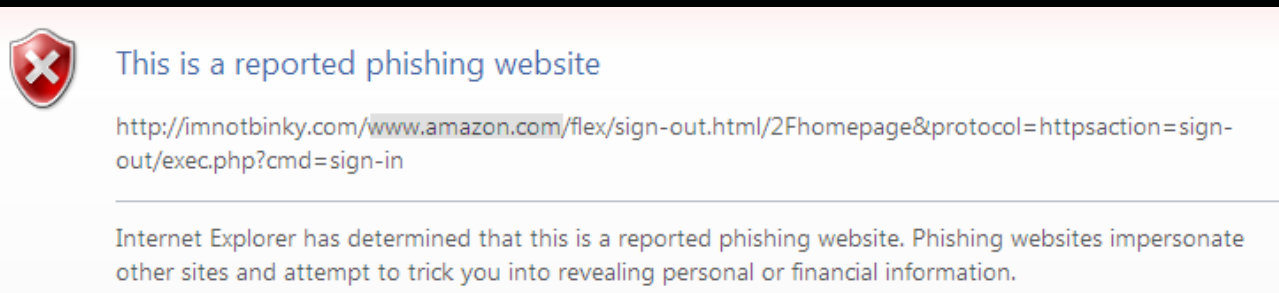 This is a reported phishing website
http://imnotbinky.com/www.amazon.com/flex/sign-out.html/2Fhomepage&protocol=httpsaction=sign-
out/exec.php?cmd=sign-in
Internet Explorer has determined that this is a reported phishing website. Phishing websites impersonate
other sites and attempt to trick you into revealing personal or financial information.